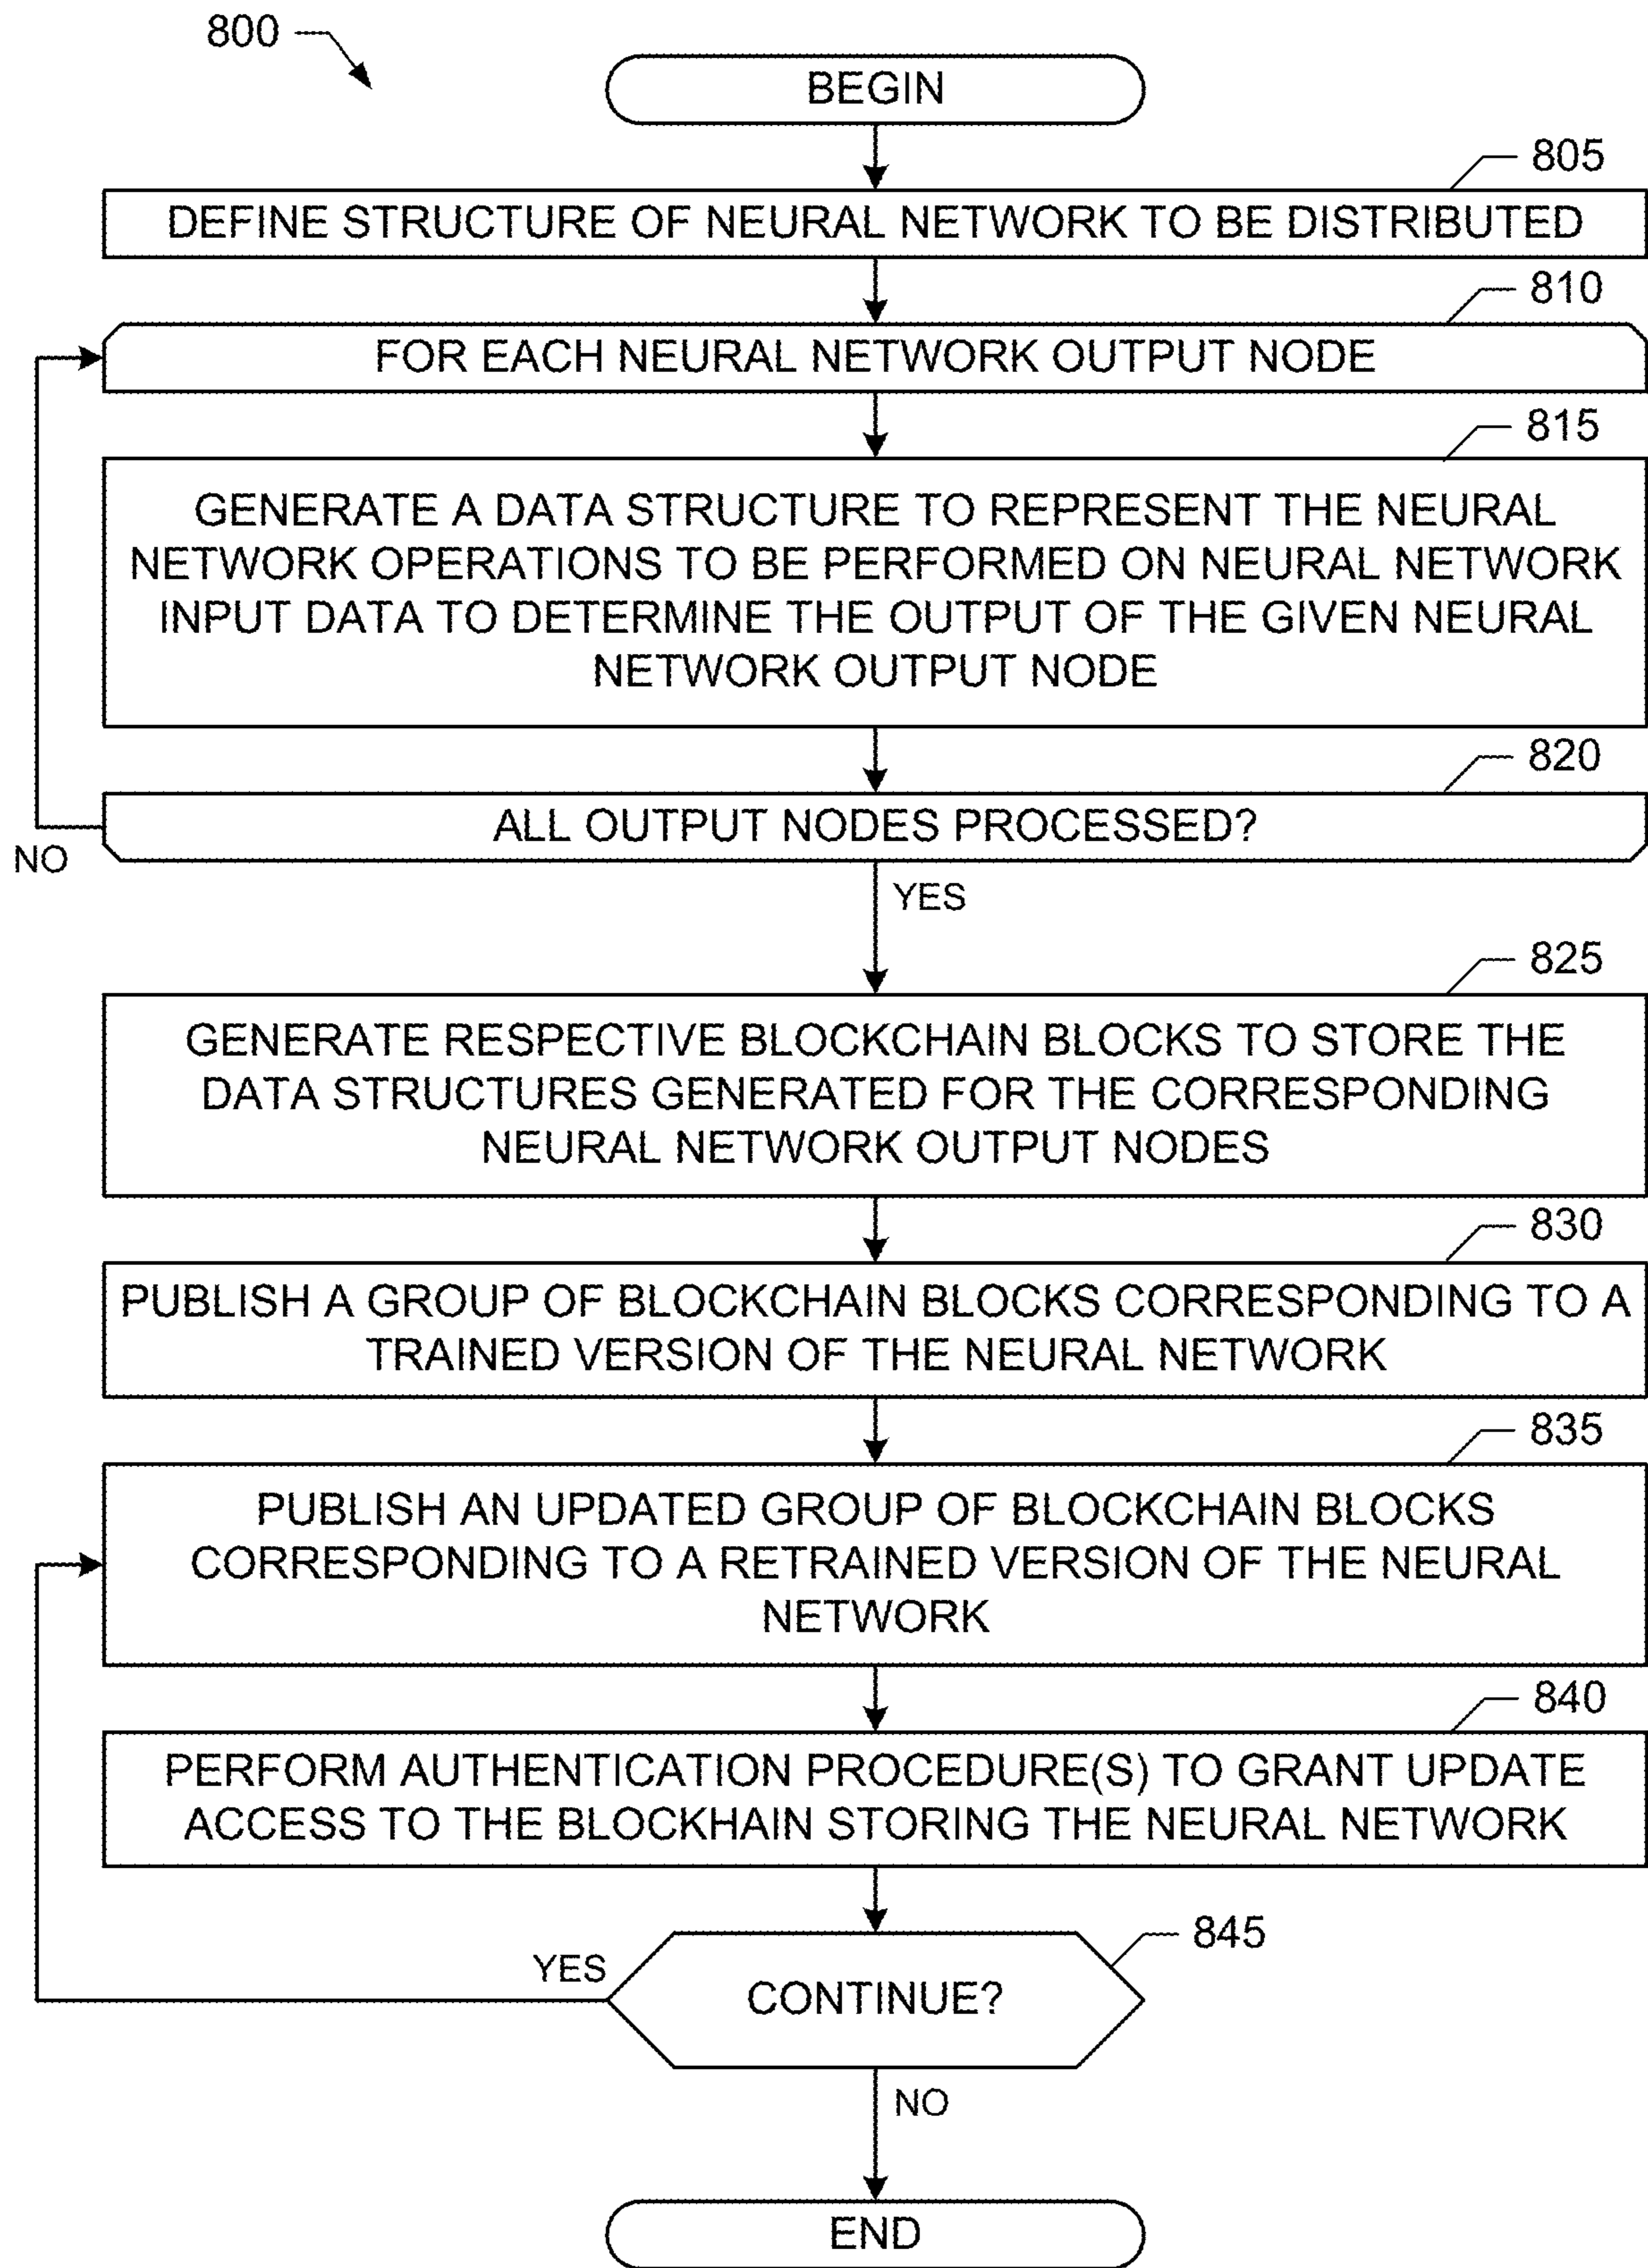 800
BEGIN
805
DEFINE STRUCTURE OF NEURAL NETWORK TO BE DISTRIBUTED
810
FOR EACH NEURAL NETWORK OUTPUT NODE
815
GENERATE A DATA STRUCTURE TO REPRESENT THE NEURAL
NETWORK OPERATIONS TO BE PERFORMED ON NEURAL NETWORK
INPUT DATA TO DETERMINE THE OUTPUT OF THE GIVEN NEURAL
NETWORK OUTPUT NODE
820
ALL OUTPUT NODES PROCESSED?
NO
YES
825
GENERATE RESPECTIVE BLOCKCHAIN BLOCKS TO STORE THE
DATA STRUCTURES GENERATED FOR THE CORRESPONDING
NEURAL NETWORK OUTPUT NODES
830
PUBLISH A GROUP OF BLOCKCHAIN BLOCKS CORRESPONDING TO A
TRAINED VERSION OF THE NEURAL NETWORK
835
PUBLISH AN UPDATED GROUP OF BLOCKCHAIN BLOCKS
CORRESPONDING TO A RETRAINED VERSION OF THE NEURAL
NETWORK
840
PERFORM AUTHENTICATION PROCEDURE(S) TO GRANT UPDATE
ACCESS TO THE BLOCKHAIN STORING THE NEURAL NETWORK
845
YES
CONTINUE?
NO
END